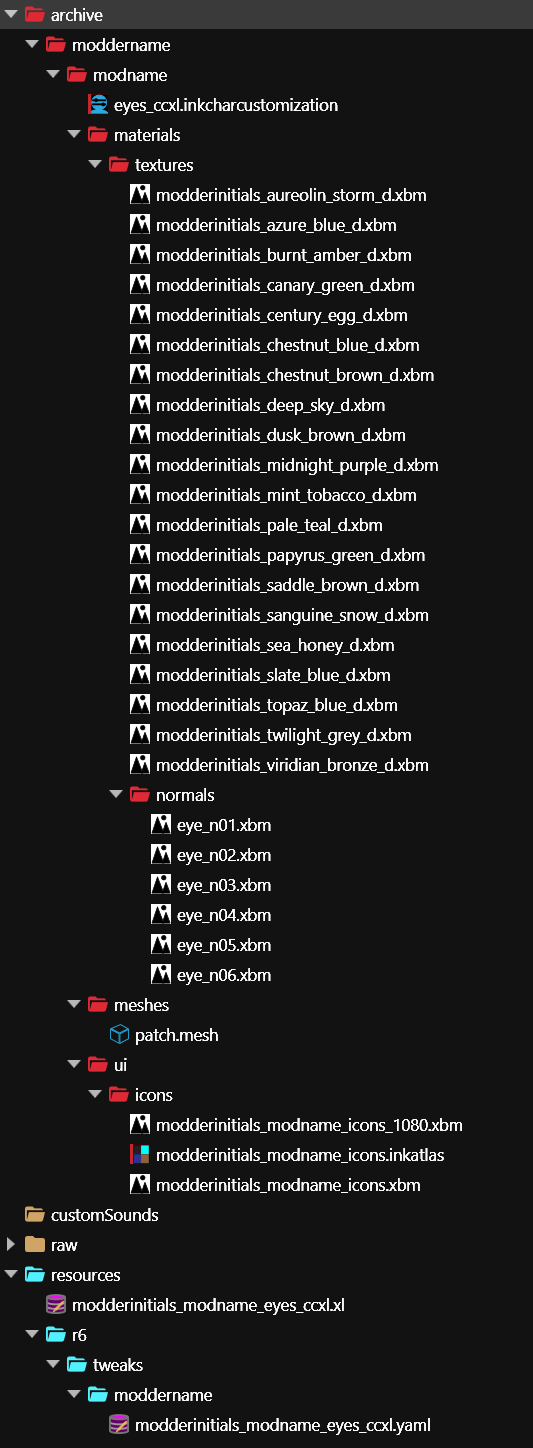 archive
moddername
modname
eyes_ccxl.inkcharcustomization
materials
textures
modderinitials_aureolin_storm_d.xbm
modderinitials_azure_blue_d.xbm
modderinitials_burnt_amber_d.xbm
modderinitials_canary_green_d.xbm
modderinitials_century_egg_d.xbm
modderinitials_chestnut_blue_d.xbm
modderinitials_chestnut_brown_d.xbm
modderinitials_deep_sky_d.xbm
modderinitials_dusk_brown_d.xbm
modderinitials_midnight_purple_d.xbm
modderinitials_mint_tobacco_d.xbm
modderinitials_pale_teal_d.xbm
modderinitials_papyrus_green_d.xbm
modderinitials_saddle_brown_d.xbm
modderinitials_sanguine_snow_d.xbm
modderinitials_sea_honey_d.xbm
modderinitials_slate_blue_d.xbm
modderinitials_topaz_blue_d.xbm
modderinitials_twilight_grey_d.xbm
modderinitials_viridian_bronze_d.xbm
normals
eye_n01.xbm
eye_n02.xbm
eye_n03.xbm
eye_n04.xbm
eye_n05.xbm
eye_n06.xbm
meshes
patch.mesh
ui
icons
modderinitials_modname_icons_1080.xbm
modderinitials_modname_icons.inkatlas
modderinitials_modname_icons.xbm
customSounds
raw
resources
modderinitials_modname_eyes_ccxl.xl
r6
tweaks
moddername
modderinitials_modname_eyes_ccxl.yaml